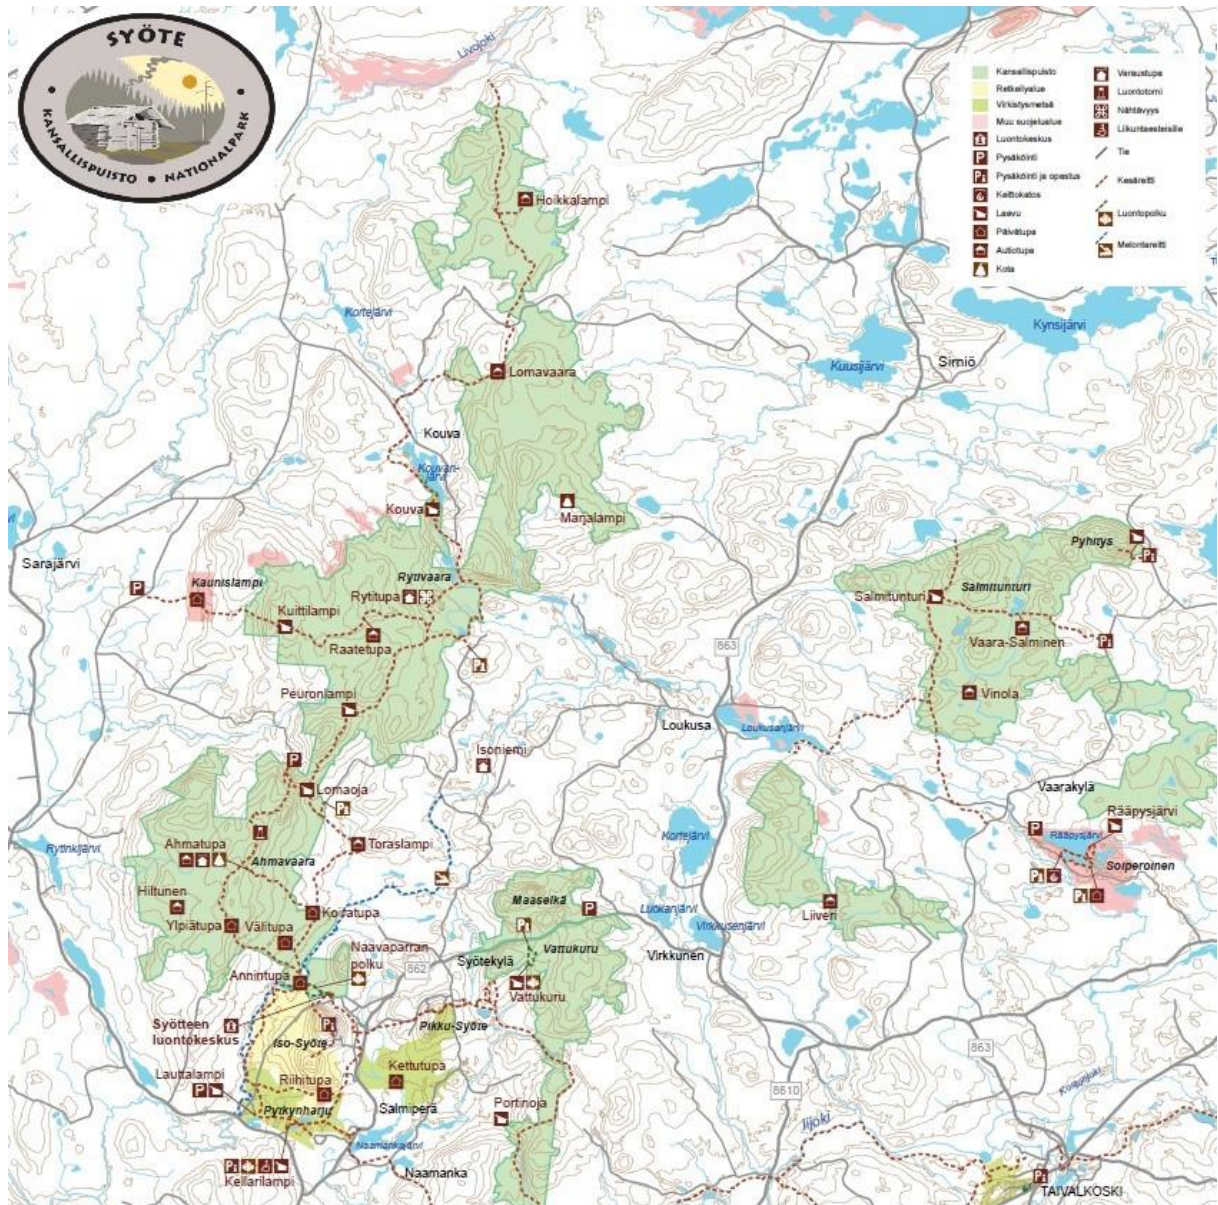 SYÖTE
KANSALLISPUISTO • NATIONALPARK
Livojoki
Kansallispuisto
Retkeilyalue
Virkistysmetsä
Muu suojelualue
Luontokeskus
Pysäköinti
Pysäköinti ja opastus
Keittokatos
Laavu
Päivätupa
Autiotupa
Kota
Varaustupa
Luontotorni
Nähtävyys
Liikuntaesteisille
Tie
Kesäreitti
Luontopolku
Melontareitti
Hoikkalampi
Kortejärvi
Kynsijärvi
Kuusijärvi
Sirniö
Lomavaara
Kouva
Kouvan-
järvi
Kouva
Marjalampi
Sarajärvi
Kaunislampi
Rytivaara
Rytitupa
Kuittilampi
Raatetupa
Peuronlampi
Pyhitys
Salmitunturi
Salmitunturi
Vaara-Salminen
Vinola
863
Loukusa
Loukusanjärvi
Isoniemi
Lomaoja
Vaarakylä
Rääpysjärvi
Rääpysjärvi
Soiperoinen
Kortejärvi
Rytinkijärvi
Ahmatupa
Ahmavaara
Toraslampi
Hiltunen
Ylpiätupa
Välitupa
Koiratupa
Maaselkä
Liiveri
Luokanjärvi
Virkkusenjärvi
Virkkunen
Naavaparran
polku
862
Syötekylä
Vattukuru
Vattukuru
Annintupa
Syötteen
luontokeskus
Iso-Syöte
Pikku-Syöte
Lauttalampi
Riihitupa
Kettutupa
Pytkynharju
Salmiperä
Portinoja
863
8610
Iijoki
Kostonjoki
Naamankajärvi
Naamanka
Kellarilampi
TAIVALKOSKI